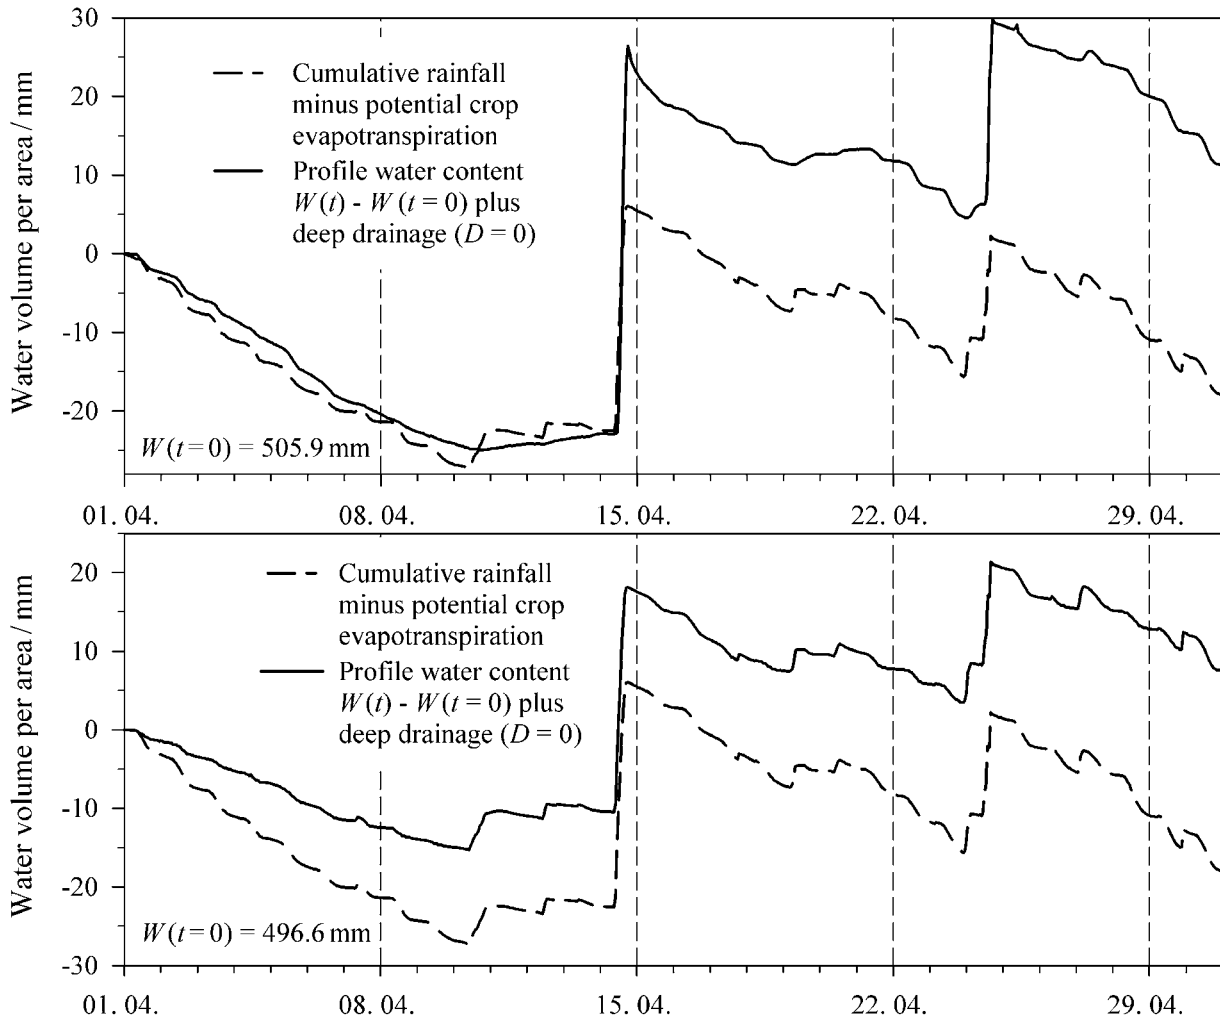 30
20
10
0
-10
-20
Water volume per area / mm
Cumulative rainfall
minus potential crop
evapotranspiration
Profile water content
W(t) - W(t = 0) plus
deep drainage (D = 0)
W(t=0) = 505.9 mm
01. 04.
08. 04.
15. 04.
22. 04.
29. 04.
20
10
0
-10
-20
-30
Water volume per area / mm
Cumulative rainfall
minus potential crop
evapotranspiration
Profile water content
W(t) - W(t = 0) plus
deep drainage (D = 0)
W(t=0) = 496.6 mm
01. 04.
08. 04.
15. 04.
22. 04.
29. 04.